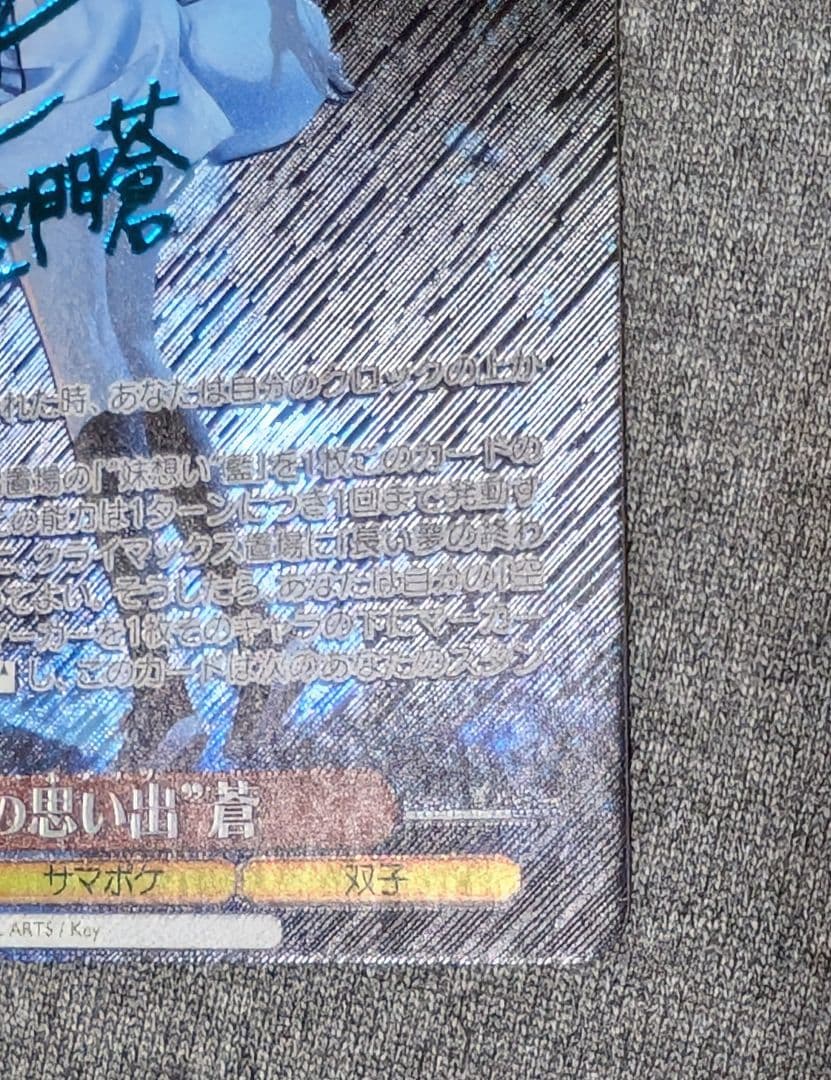 空門蒼
れた時、あなたは自分のクロックの上か
置場の「“妹想い”藍」を1枚このカードの
の能力は1ターンにつき1回まで発動す
クライマックス置場に「長い夢の終わ
てよい。そうしたら、あなたは自分の「空
マーカーを1枚そのキャラの下にマーカー
し、このカードは次のあなたのスタン
の思い出”蒼
サマポケ 双子
ARTS / Key